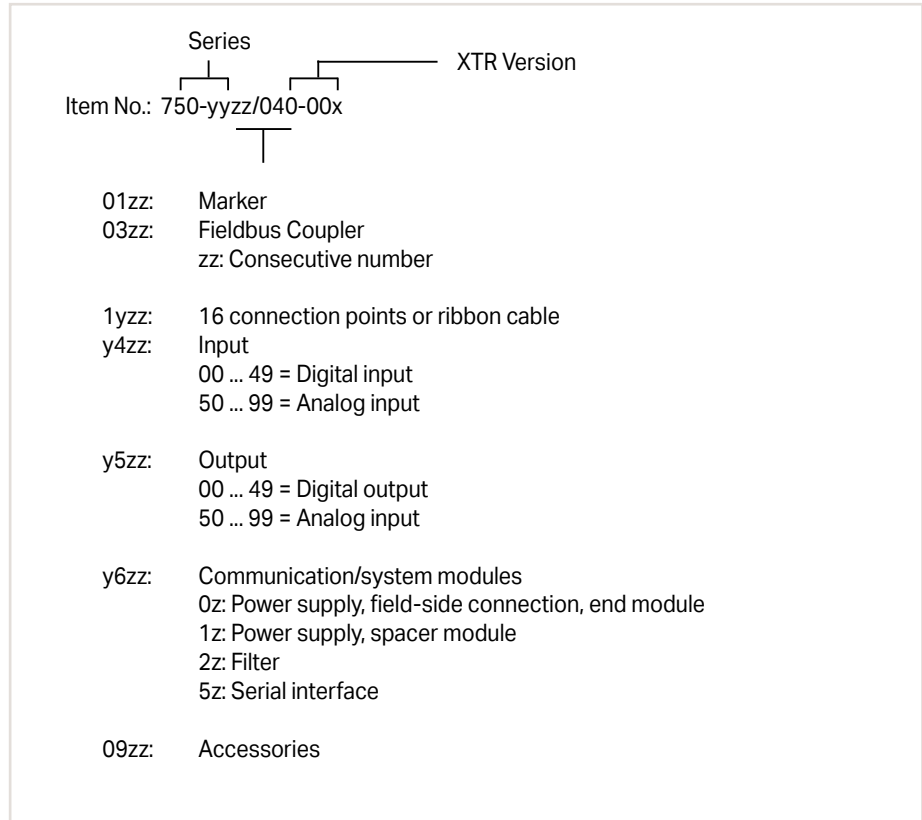 Series
XTR Version
Item No.: 750-yyzz/040-00x
01zz: Marker
03zz: Fieldbus Coupler
zz: Consecutive number
1yzz: 16 connection points or ribbon cable
y4zz: Input
00 ... 49 = Digital input
50 ... 99 = Analog input
y5zz: Output
00 ... 49 = Digital output
50 ... 99 = Analog input
y6zz: Communication/system modules
0z: Power supply, field-side connection, end module
1z: Power supply, spacer module
2z: Filter
5z: Serial interface
09zz: Accessories